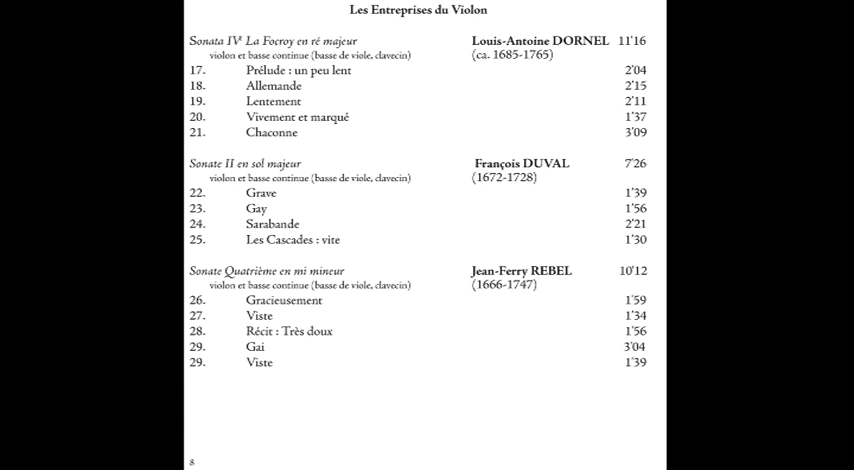 Les Entreprises du Violon
Sonata IVᵉ La Focroy en ré majeur Louis-Antoine DORNEL 11'16
violon et basse continue (basse de viole, clavecin) (ca. 1685-1765)
17. Prélude : un peu lent 2'04
18. Allemande 2'15
19. Lentement 2'11
20. Vivement et marqué 1'37
21. Chaconne 3'09
Sonate II en sol majeur François DUVAL 7'26
violon et basse continue (basse de viole, clavecin) (1672-1728)
22. Grave 1'39
23. Gay 1'56
24. Sarabande 2'21
25. Les Cascades : vite 1'30
Sonate Quatrième en mi mineur Jean-Ferry REBEL 10'12
violon et basse continue (basse de viole, clavecin) (1666-1747)
26. Gracieusement 1'59
27. Viste 1'34
28. Récit : Très doux 1'56
29. Gai 3'04
29. Viste 1'39
8